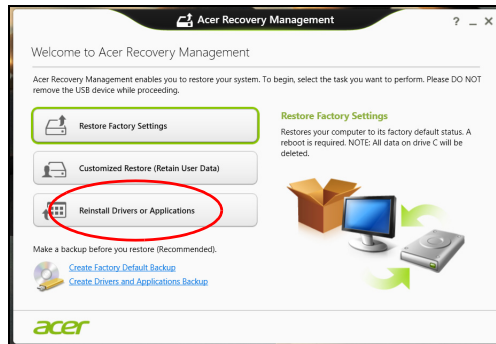 Acer Recovery Management
? _ X
Welcome to Acer Recovery Management
Acer Recovery Management enables you to restore your system. To begin, select the task you want to perform. Please DO NOT
remove the USB device while proceeding.
Restore Factory Settings
Customized Restore (Retain User Data)
Reinstall Drivers or Applications
Restore Factory Settings
Restores your computer to its factory default status. A
reboot is required. NOTE: All data on drive C will be
deleted.
Make a backup before you restore (Recommended).
Create Factory Default Backup
Create Drivers and Applications Backup
acer